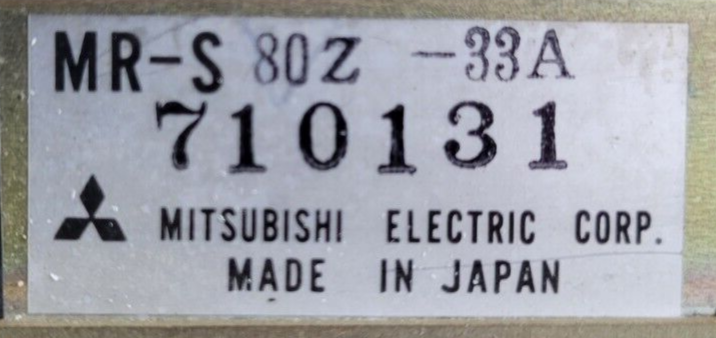 MR-S 80Z -33A
710131
MITSUBISHI ELECTRIC CORP.
MADE IN JAPAN